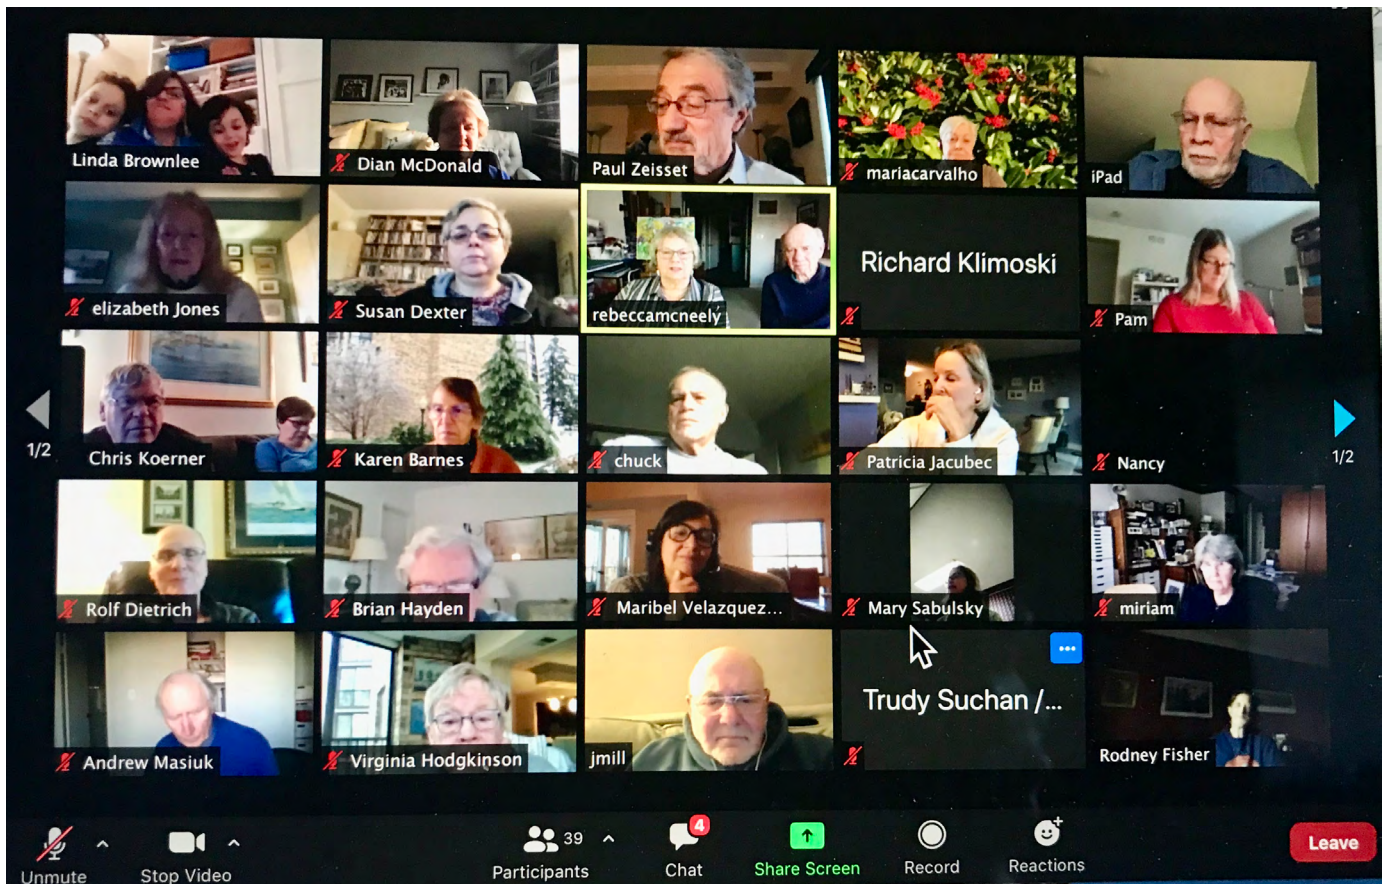 Linda Brownlee
Dian McDonald
Paul Zeisset
mariacarvalho
iPad
elizabeth Jones
Susan Dexter
rebeccamcneely
Richard Klimoski
Pam
Chris Koerner
Karen Barnes
chuck
Patricia Jacubec
Nancy
1/2
1/2
Rolf Dietrich
Brian Hayden
Maribel Velazquez...
Mary Sabulsky
miriam
Andrew Masiuk
Virginia Hodgkinson
jmill
Trudy Suchan /...
Rodney Fisher
Unmute
Stop Video
39
Participants
4
Chat
Share Screen
Record
Reactions
Leave